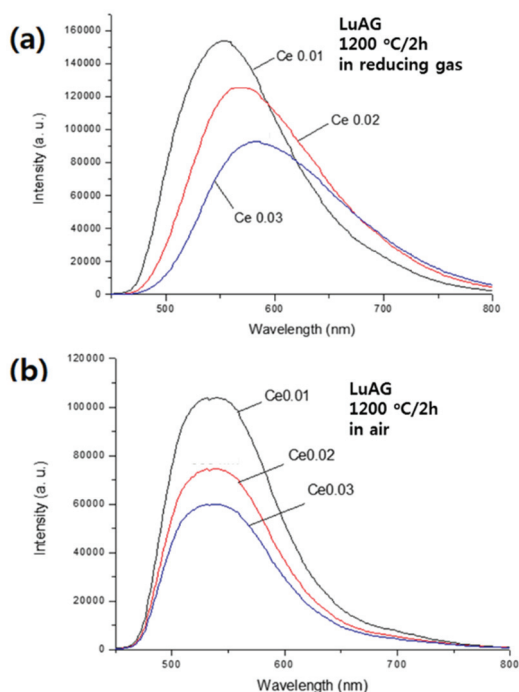 (a)
LuAG
1200 ºC/2h
in reducing gas
Ce 0.01
Ce 0.02
Ce 0.03
Intensity (a. u.)
160000
140000
120000
100000
80000
60000
40000
20000
0
500
600
700
800
Wavelength (nm)
(b)
LuAG
1200 ºC/2h
in air
Ce0.01
Ce0.02
Ce0.03
Intensity (a. u.)
120000
100000
80000
60000
40000
20000
0
500
600
700
800
Wavelength (nm)